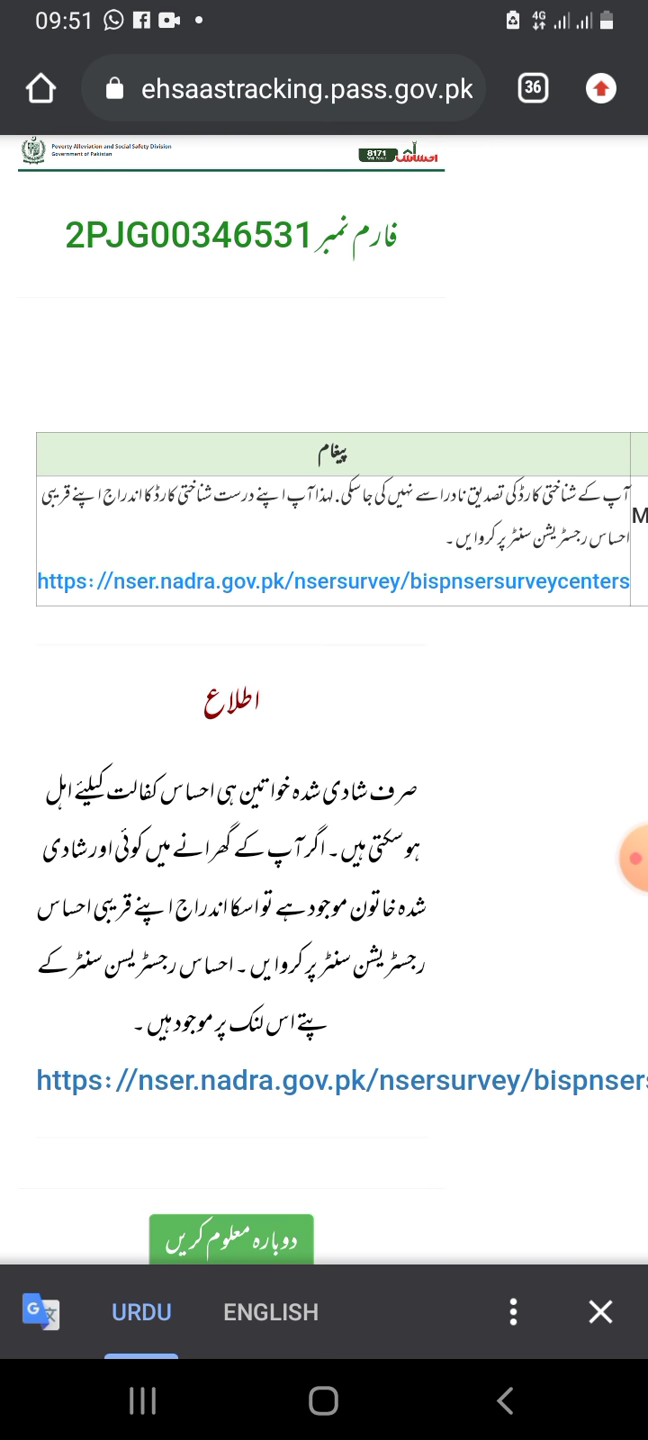 09:51
4G
ehsaastracking.pass.gov.pk
36
Poverty Alleviation and Social Safety Division
Government of Pakistan
8171
احساس
فارم نمبر 2PJG00346531
پیغام
آپ کے شناختی کارڈ کی تصدیق نادرا سے نہیں کی جاسکی. لہذا آپ اپنے درست شناختی کارڈ کا اندراج اپنے قریبی
احساس رجسٹریشن سنٹر پر کروایں ۔
M
https://nser.nadra.gov.pk/nsersurvey/bispnsersurveycenters
اطلاع
صرف شادی شدہ خواتین ہی احساس کفالت کیلئے اہل
ہو سکتی ہیں ۔ اگر آپ کے گھرانے میں کوئی اور شادی
شدہ خاتون موجود ہے تو اسکا اندراج اپنے قریبی احساس
رجسٹریشن سنٹر پر کروایں ۔ احساس رجسٹریسن سنٹر کے
پتے اس لنک پر موجود ہیں ۔
https://nser.nadra.gov.pk/nsersurvey/bispnsers
دوبارہ معلوم کریں
URDU
ENGLISH